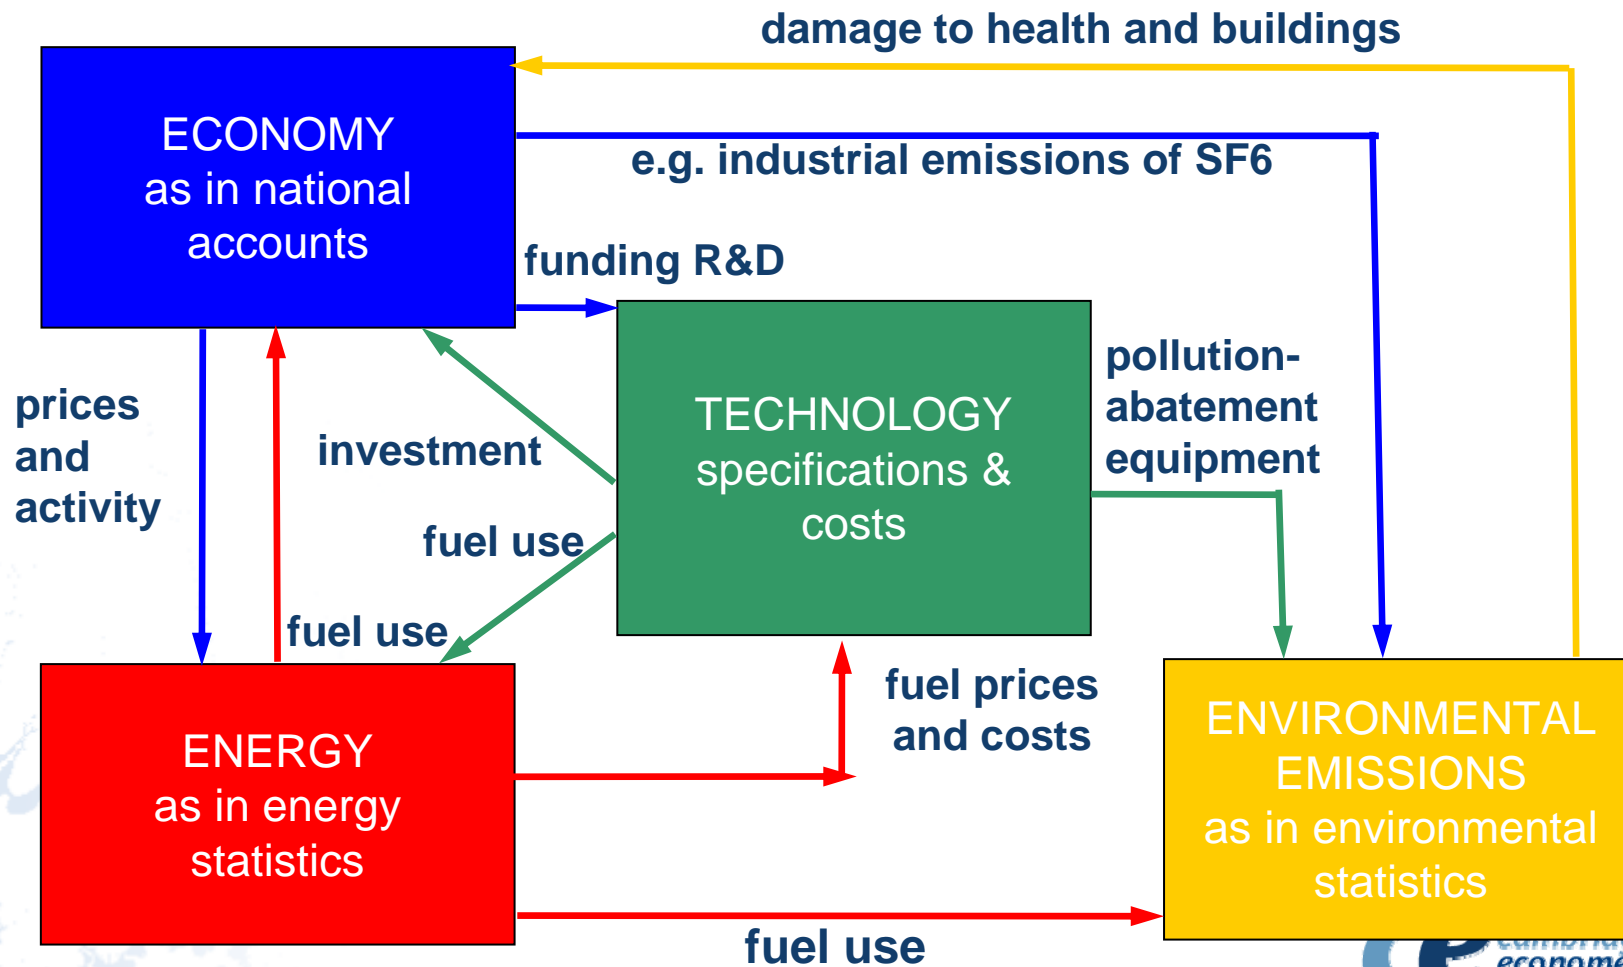 damage to health and buildings
ECONOMY
as in national
accounts
e.g. industrial emissions of SF6
funding R&D
prices
and
activity
investment
TECHNOLOGY
specifications &
costs
pollution-
abatement
equipment
fuel use
fuel use
fuel prices
and costs
ENERGY
as in energy
statistics
ENVIRONMENTAL
EMISSIONS
as in environmental
statistics
fuel use